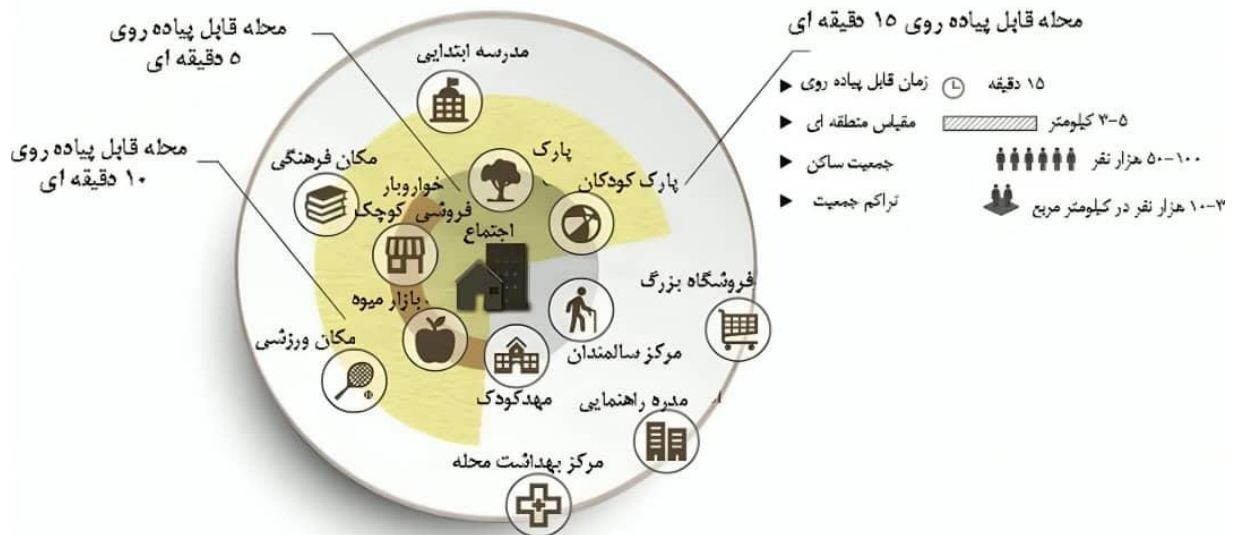 محله قابل پیاده روی ۱۵ دقیقه ای
زمان قابل پیاده روی ۱۵ دقیقه
مقیاس منطقه ای ۳-۵ کیلومتر
جمعیت ساکن ۵۰-۱۰۰ هزار نفر
تراکم جمعیت ۱۰-۳ هزار نفر در کیلومتر مربع
محله قابل پیاده روی
۵ دقیقه ای
محله قابل پیاده روی
۱۰ دقیقه ای
مدرسه ابتدایی
پارک
پارک کودکان
مکان فرهنگی
خواروبار
فروشی کوچک
اجتماع
بازار میوه
فروشگاه بزرگ
مکان ورزشی
مرکز سالمندان
مهدکودک
مدره راهنمایی
مرکز بهداشت محله